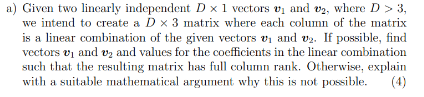 a) Given two linearly independent D × 1 vectors v₁ and v₂, where D > 3,
we intend to create a D × 3 matrix where each column of the matrix
is a linear combination of the given vectors v₁ and v₂. If possible, find
vectors v₁ and v₂ and values for the coefficients in the linear combination
such that the resulting matrix has full column rank. Otherwise, explain
with a suitable mathematical argument why this is not possible. (4)